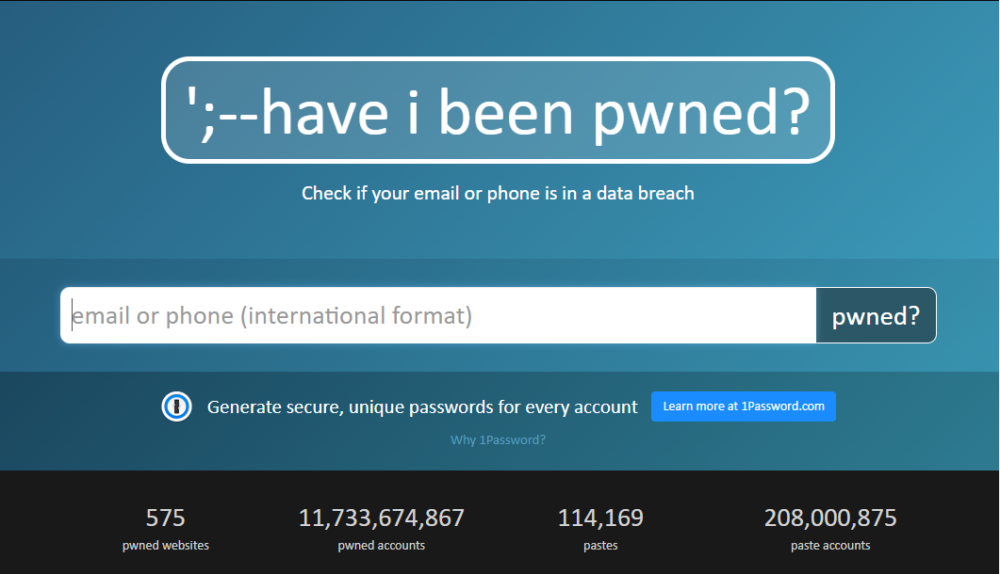 ';--have i been pwned?
Check if your email or phone is in a data breach
email or phone (international format)
pwned?
Generate secure, unique passwords for every account
Learn more at 1Password.com
Why 1Password?
575
pwned websites
11,733,674,867
pwned accounts
114,169
pastes
208,000,875
paste accounts